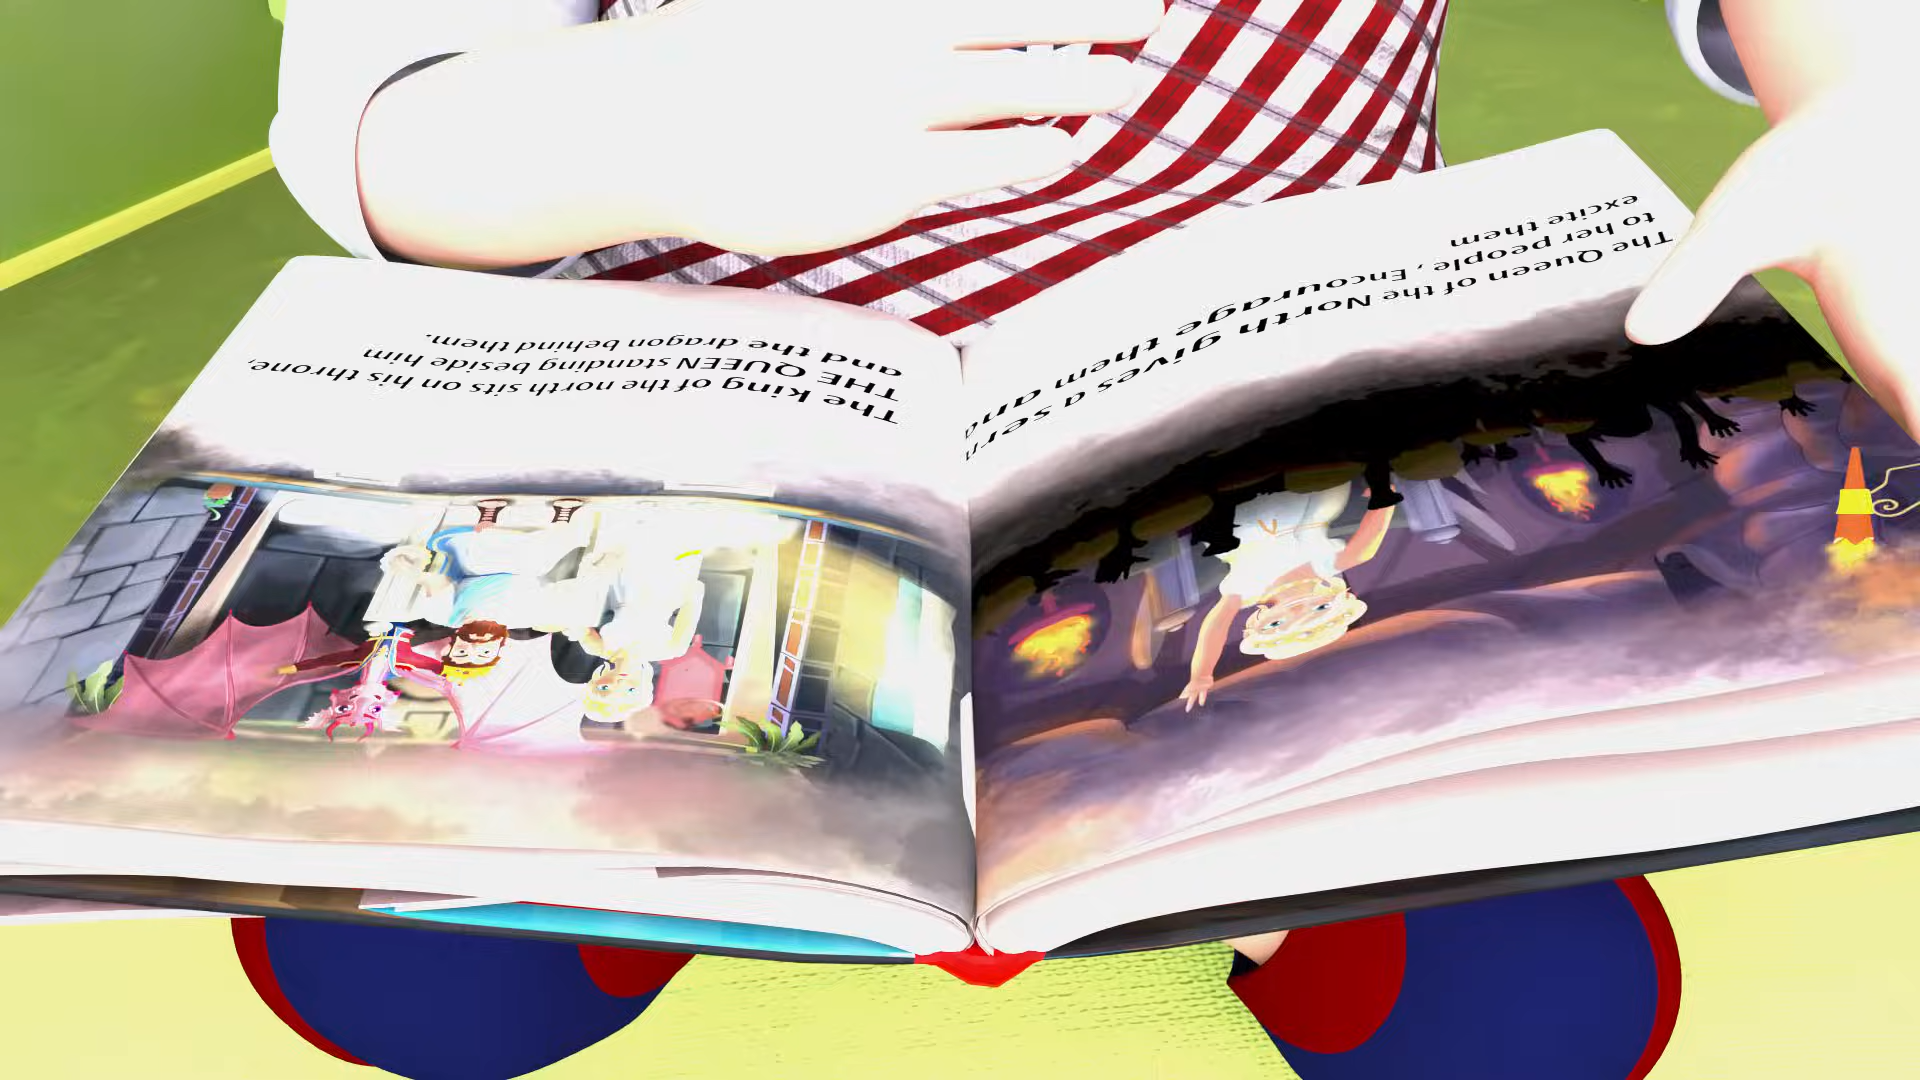 The Queen of the North gives a sern
to her people, Encourage them and
excite them
The king of the north sits on his throne,
THE QUEEN standing beside him
and the dragon behind them.